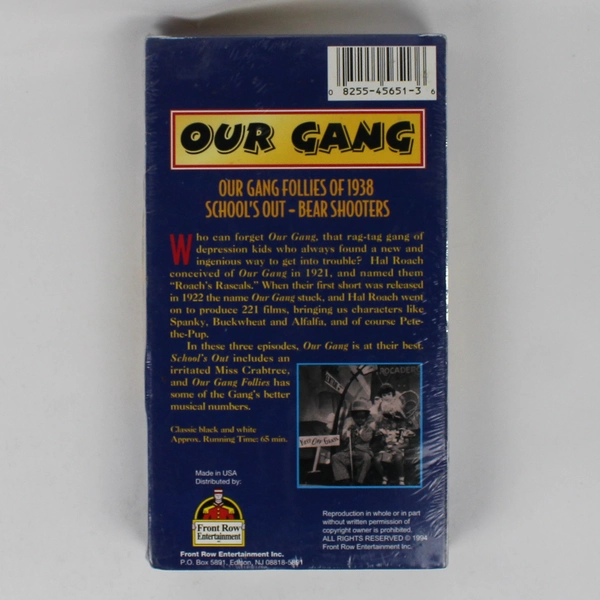 0 8255-45651-3 6
OUR GANG
OUR GANG FOLLIES OF 1938
SCHOOL'S OUT - BEAR SHOOTERS
Who can forget Our Gang, that rag-tag gang of
depression kids who always found a new and
ingenious way to get into trouble? Hal Roach
conceived of Our Gang in 1921, and named them
"Roach's Rascals." When their first short was released
in 1922 the name Our Gang stuck, and Hal Roach went
on to produce 221 films, bringing us characters like
Spanky, Buckwheat and Alfalfa, and of course Pete-
the-Pup.
In these three episodes, Our Gang is at their best.
School's Out includes an
irritated Miss Crabtree,
and Our Gang Follies has
some of the Gang's better
musical numbers.
Classic black and white
Approx. Running Time: 65 min.
Made in USA
Distributed by:
Front Row
Entertainment
Front Row Entertainment Inc.
P.O. Box 5891, Edison, NJ 08818-5891
Reproduction in whole or in part
without written permission of
copyright owner is prohibited.
ALL RIGHTS RESERVED © 1994
Front Row Entertainment Inc.